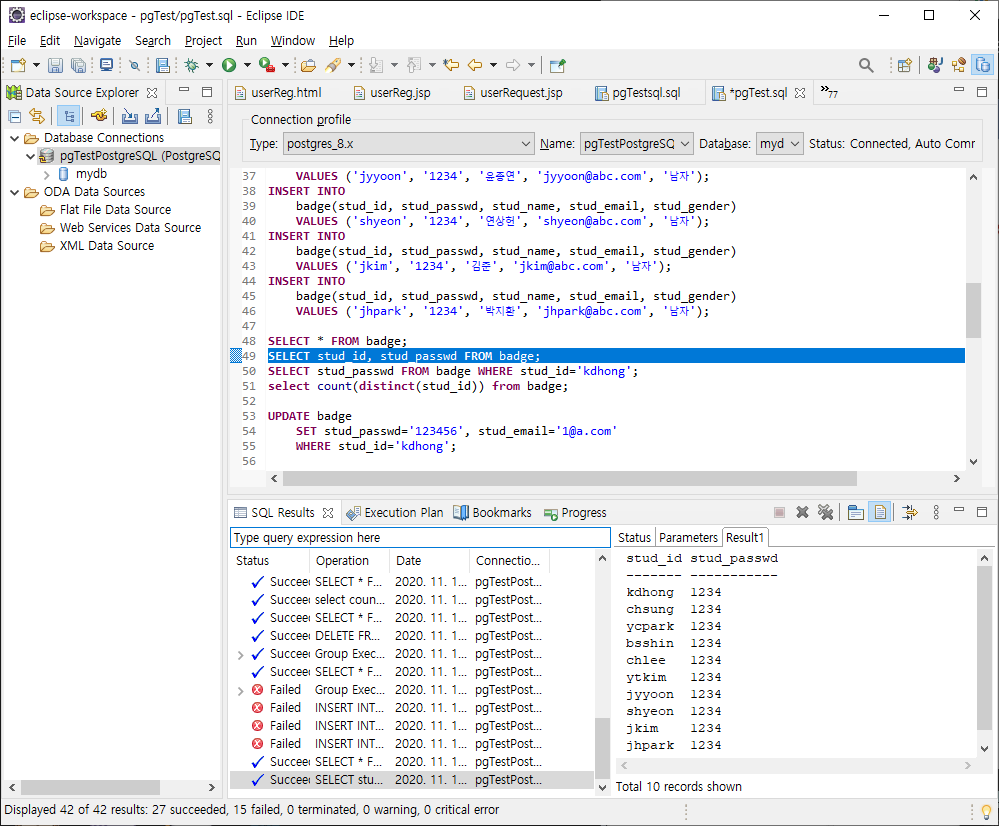 eclipse-workspace - pgTest/pgTest.sql - Eclipse IDE
File Edit Navigate Search Project Run Window Help
Data Source Explorer
Database Connections
pgTestPostgreSQL (PostgreSQ
mydb
ODA Data Sources
Flat File Data Source
Web Services Data Source
XML Data Source
userReg.html userReg.jsp userRequest.jsp pgTestsql.sql *pgTest.sql »77
Connection profile
Type: postgres_8.x Name: pgTestPostgreSQ Database: myd Status: Connected, Auto Comr
37 VALUES ('jyyoon', '1234', '윤종연', 'jyyoon@abc.com', '남자');
38 INSERT INTO
39 badge(stud_id, stud_passwd, stud_name, stud_email, stud_gender)
40 VALUES ('shyeon', '1234', '연상헌', 'shyeon@abc.com', '남자');
41 INSERT INTO
42 badge(stud_id, stud_passwd, stud_name, stud_email, stud_gender)
43 VALUES ('jkim', '1234', '김준', 'jkim@abc.com', '남자');
44 INSERT INTO
45 badge(stud_id, stud_passwd, stud_name, stud_email, stud_gender)
46 VALUES ('jhpark', '1234', '박지환', 'jhpark@abc.com', '남자');
47
48 SELECT * FROM badge;
49 SELECT stud_id, stud_passwd FROM badge;
50 SELECT stud_passwd FROM badge WHERE stud_id='kdhong';
51 select count(distinct(stud_id)) from badge;
52
53 UPDATE badge
54 SET stud_passwd='123456', stud_email='1@a.com'
55 WHERE stud_id='kdhong';
56
SQL Results Execution Plan Bookmarks Progress
Type query expression here
Status Operation Date Connectio...
Succee SELECT * F... 2020. 11. 1... pgTestPost...
Succee select coun... 2020. 11. 1... pgTestPost...
Succee SELECT * F... 2020. 11. 1... pgTestPost...
Succee DELETE FR... 2020. 11. 1... pgTestPost...
Succee Group Exec... 2020. 11. 1... pgTestPost...
Succee SELECT * F... 2020. 11. 1... pgTestPost...
Failed Group Exec... 2020. 11. 1... pgTestPost...
Failed INSERT INT... 2020. 11. 1... pgTestPost...
Failed INSERT INT... 2020. 11. 1... pgTestPost...
Failed INSERT INT... 2020. 11. 1... pgTestPost...
Succee SELECT * F... 2020. 11. 1... pgTestPost...
Succee SELECT stu... 2020. 11. 1... pgTestPost...
Status Parameters Result1
stud_id stud_passwd
------- -----------
kdhong 1234
chsung 1234
ycpark 1234
bsshin 1234
chlee 1234
ytkim 1234
jyyoon 1234
shyeon 1234
jkim 1234
jhpark 1234
Total 10 records shown
Displayed 42 of 42 results: 27 succeeded, 15 failed, 0 terminated, 0 warning, 0 critical error